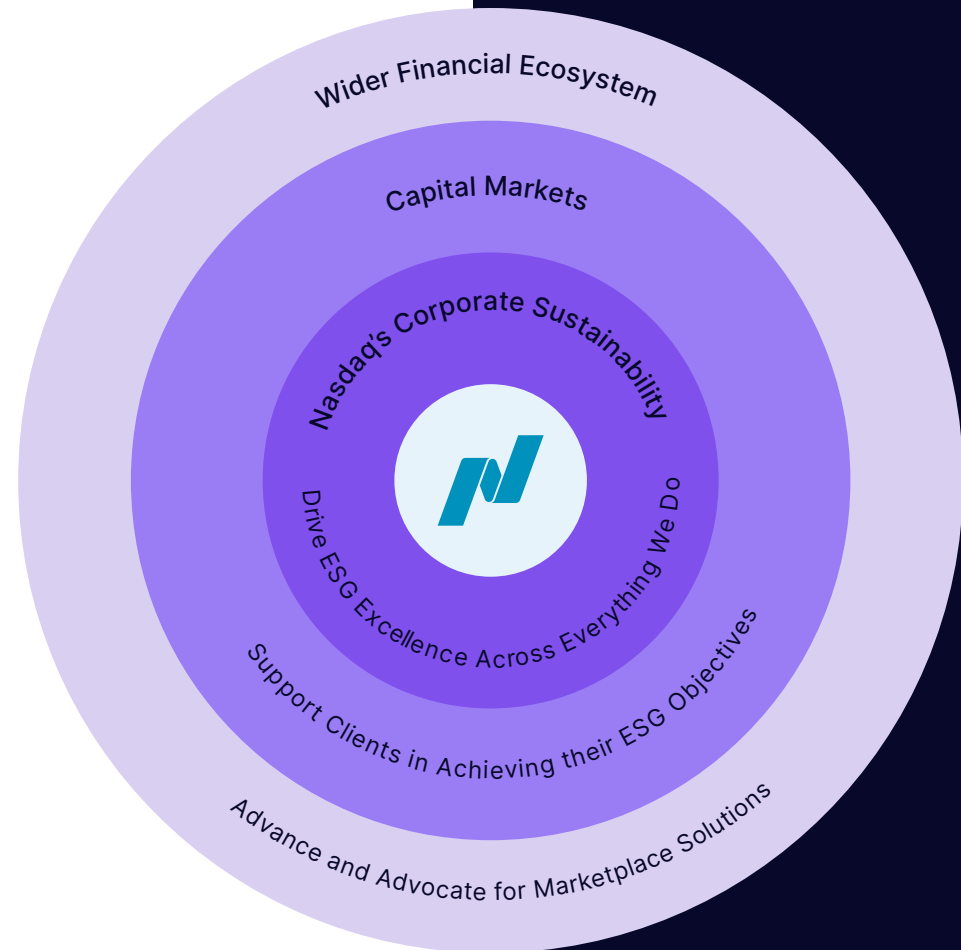 Wider Financial Ecosystem
Capital Markets
Nasdaq’s Corporate Sustainability
Drive ESG Excellence Across Everything We Do
Support Clients in Achieving their ESG Objectives
Advance and Advocate for Marketplace Solutions